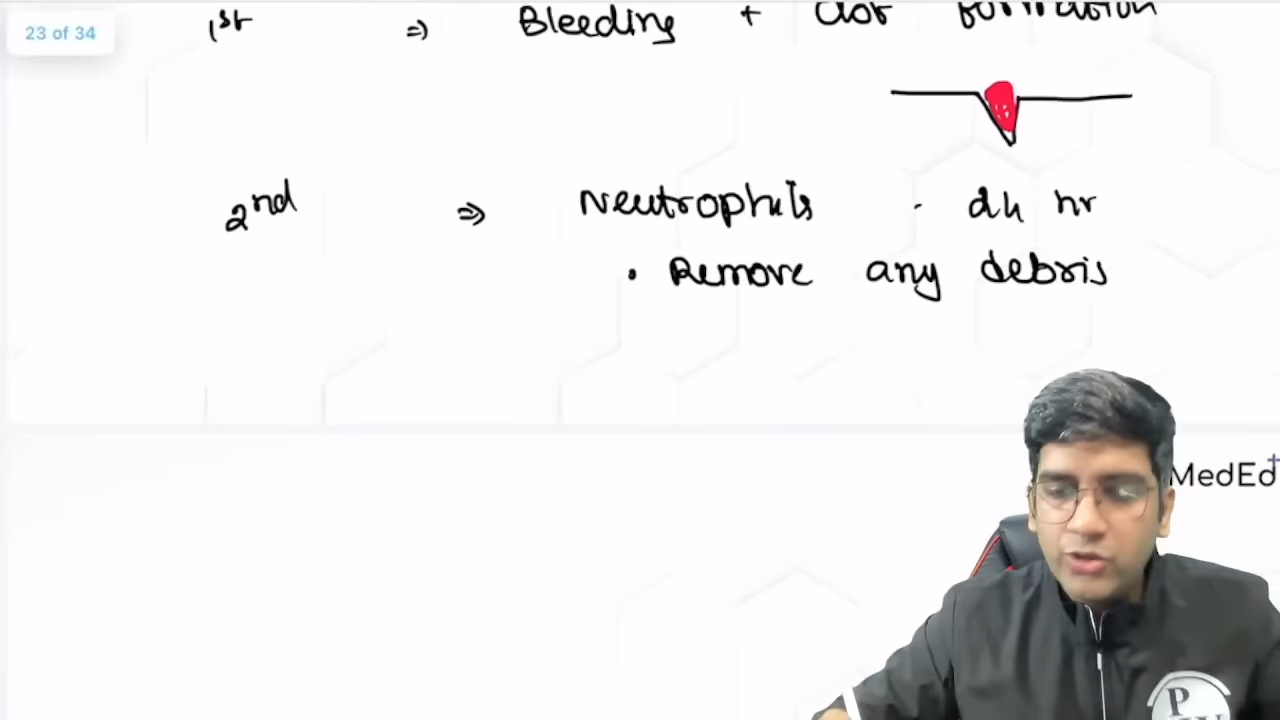 23 of 34
1st ⇒ Bleeding + Clot formation
2nd ⇒ Neutrophils · 24 hr
• Remove any debris
MedEd
P